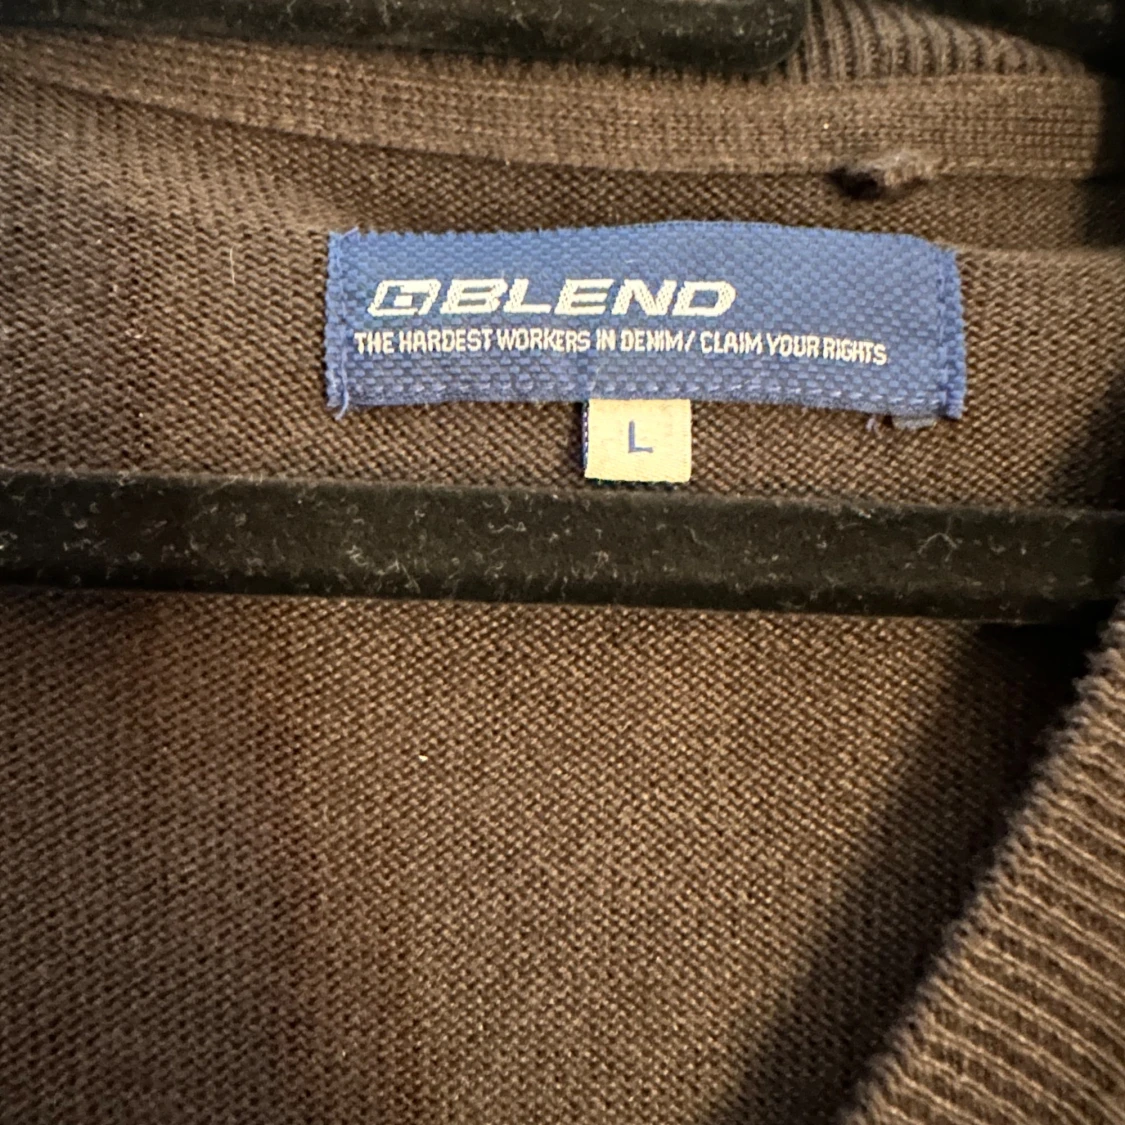 BLEND
THE HARDEST WORKERS IN DENIM/ CLAIM YOUR RIGHTS
L